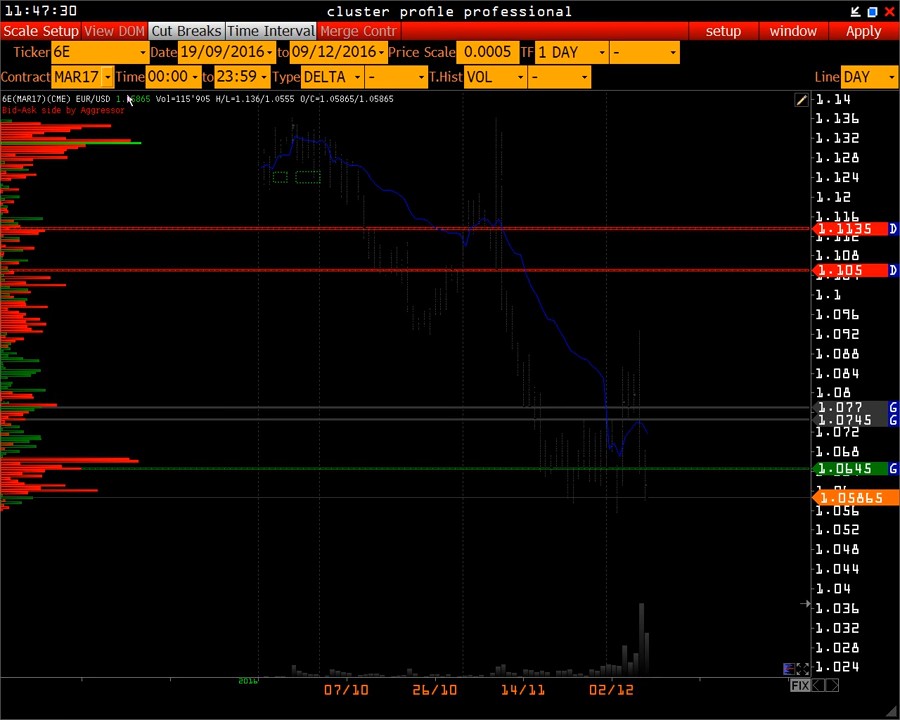 11:47:30 cluster profile professional
Scale Setup View DOM Cut Breaks Time Interval Merge Contr setup window Apply
Ticker 6E Date 19/09/2016 to 09/12/2016 Price Scale 0.0005 TF 1 DAY -
Contract MAR17 Time 00:00 to 23:59 Type DELTA - T.Hist VOL - Line DAY
6E(MAR17)(CME) EUR/USD 1.05865 Vol=115'905 H/L=1.136/1.0555 O/C=1.05865/1.05865
Bid-Ask side by Aggressor
1.14
1.136
1.132
1.128
1.124
1.12
1.116
1.1135 D
1.112
1.108
1.105 D
1.1
1.096
1.092
1.088
1.084
1.08
1.077 G
1.0745 G
1.072
1.068
1.0645 G
1.05865
1.056
1.052
1.048
1.044
1.04
1.036
1.032
1.028
1.024
2016
FIX
07/10 26/10 14/11 02/12